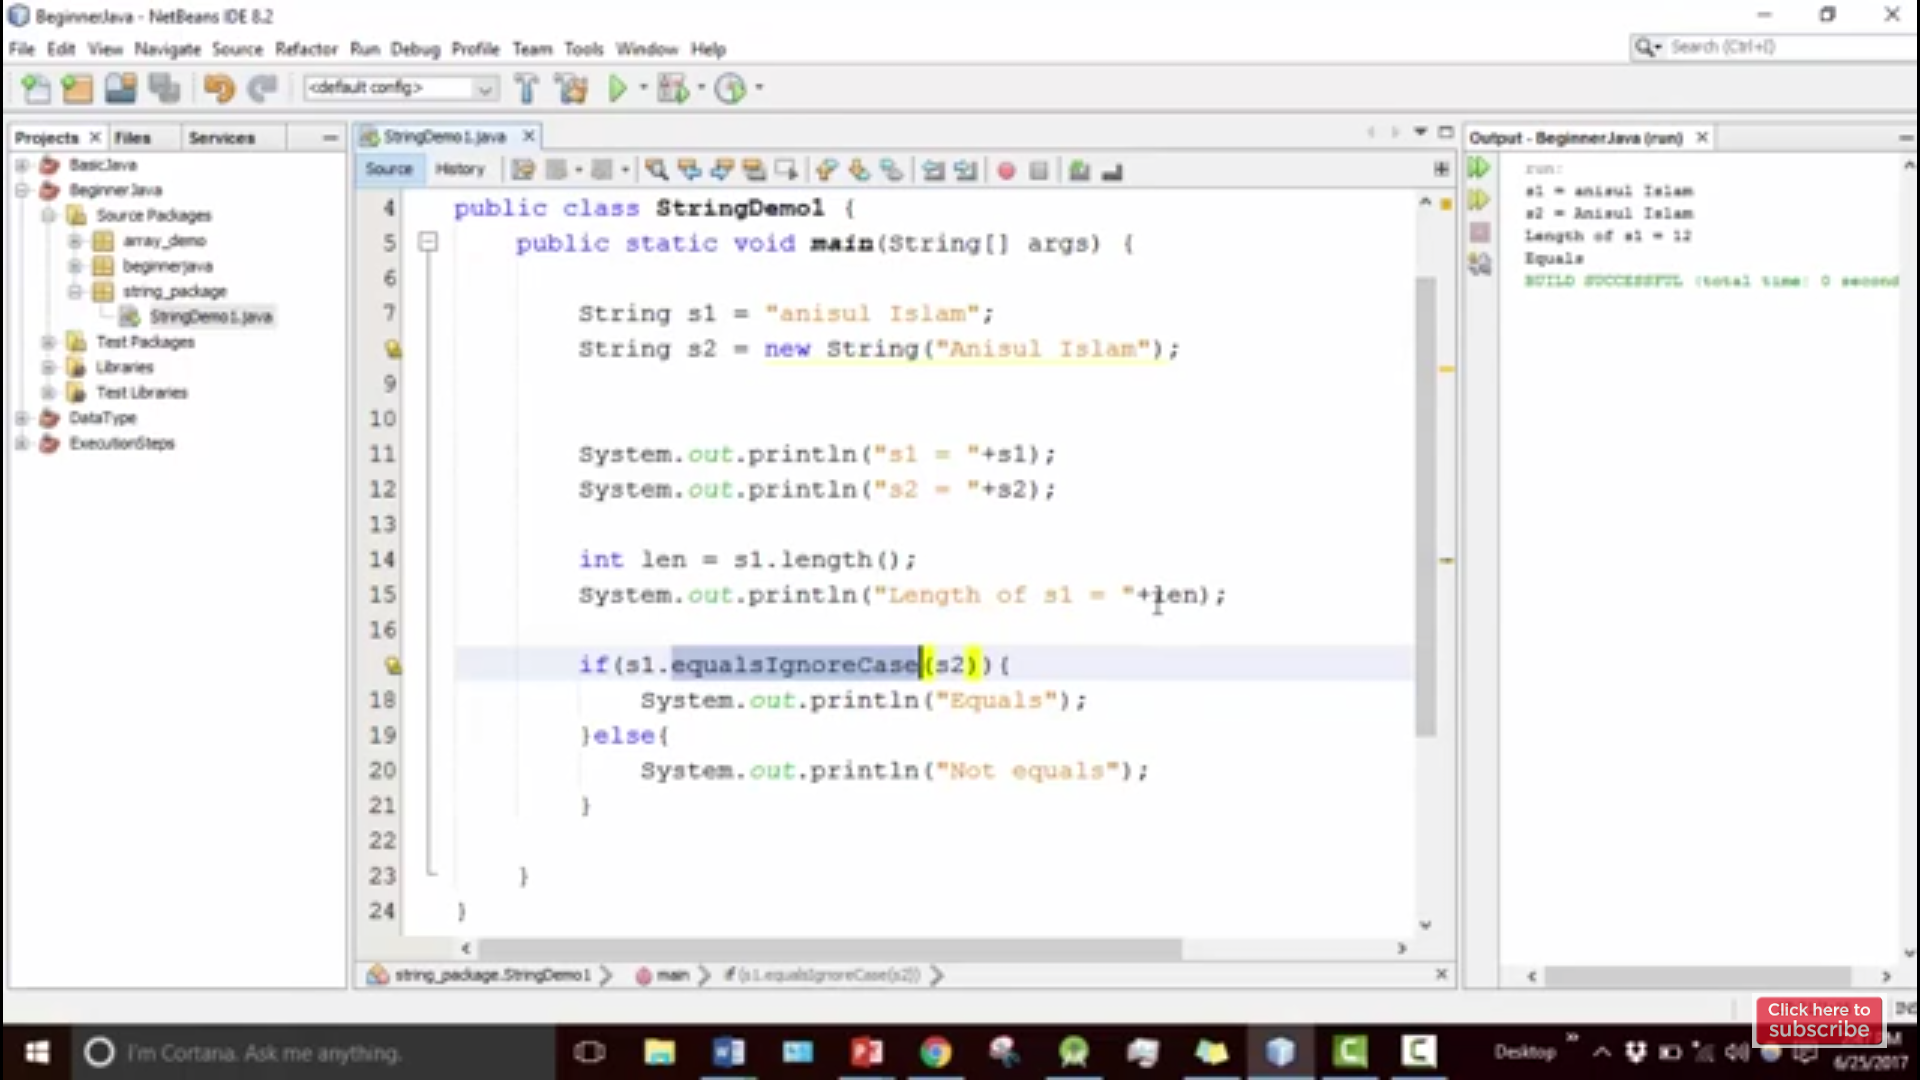 BeginnerJava - NetBeans IDE 8.2
File Edit View Navigate Source Refactor Run Debug Profile Team Tools Window Help
Search (Ctrl+I)
<default config>
Projects Files Services
BasicJava
BeginnerJava
Source Packages
array_demo
beginnerjava
string_package
StringDemo1.java
Test Packages
Libraries
Test Libraries
DataType
ExecutionSteps
StringDemo1.java
Source History
4 public class StringDemo1 {
5 public static void main(String[] args) {
6
7 String s1 = "anisul Islam";
String s2 = new String("Anisul Islam");
9
10
11 System.out.println("s1 = "+s1);
12 System.out.println("s2 = "+s2);
13
14 int len = s1.length();
15 System.out.println("Length of s1 = "+len);
16
if(s1.equalsIgnoreCase(s2)){
18 System.out.println("Equals");
19 }else{
20 System.out.println("Not equals");
21 }
22
23 }
24 }
string_package.StringDemo1 main if (s1.equalsIgnoreCase(s2))
Output - BeginnerJava (run)
run:
s1 = anisul Islam
s2 = Anisul Islam
Length of s1 = 12
Equals
BUILD SUCCESSFUL (total time: 0 second
Click here to
subscribe
I'm Cortana. Ask me anything.
Desktop
6/25/2017